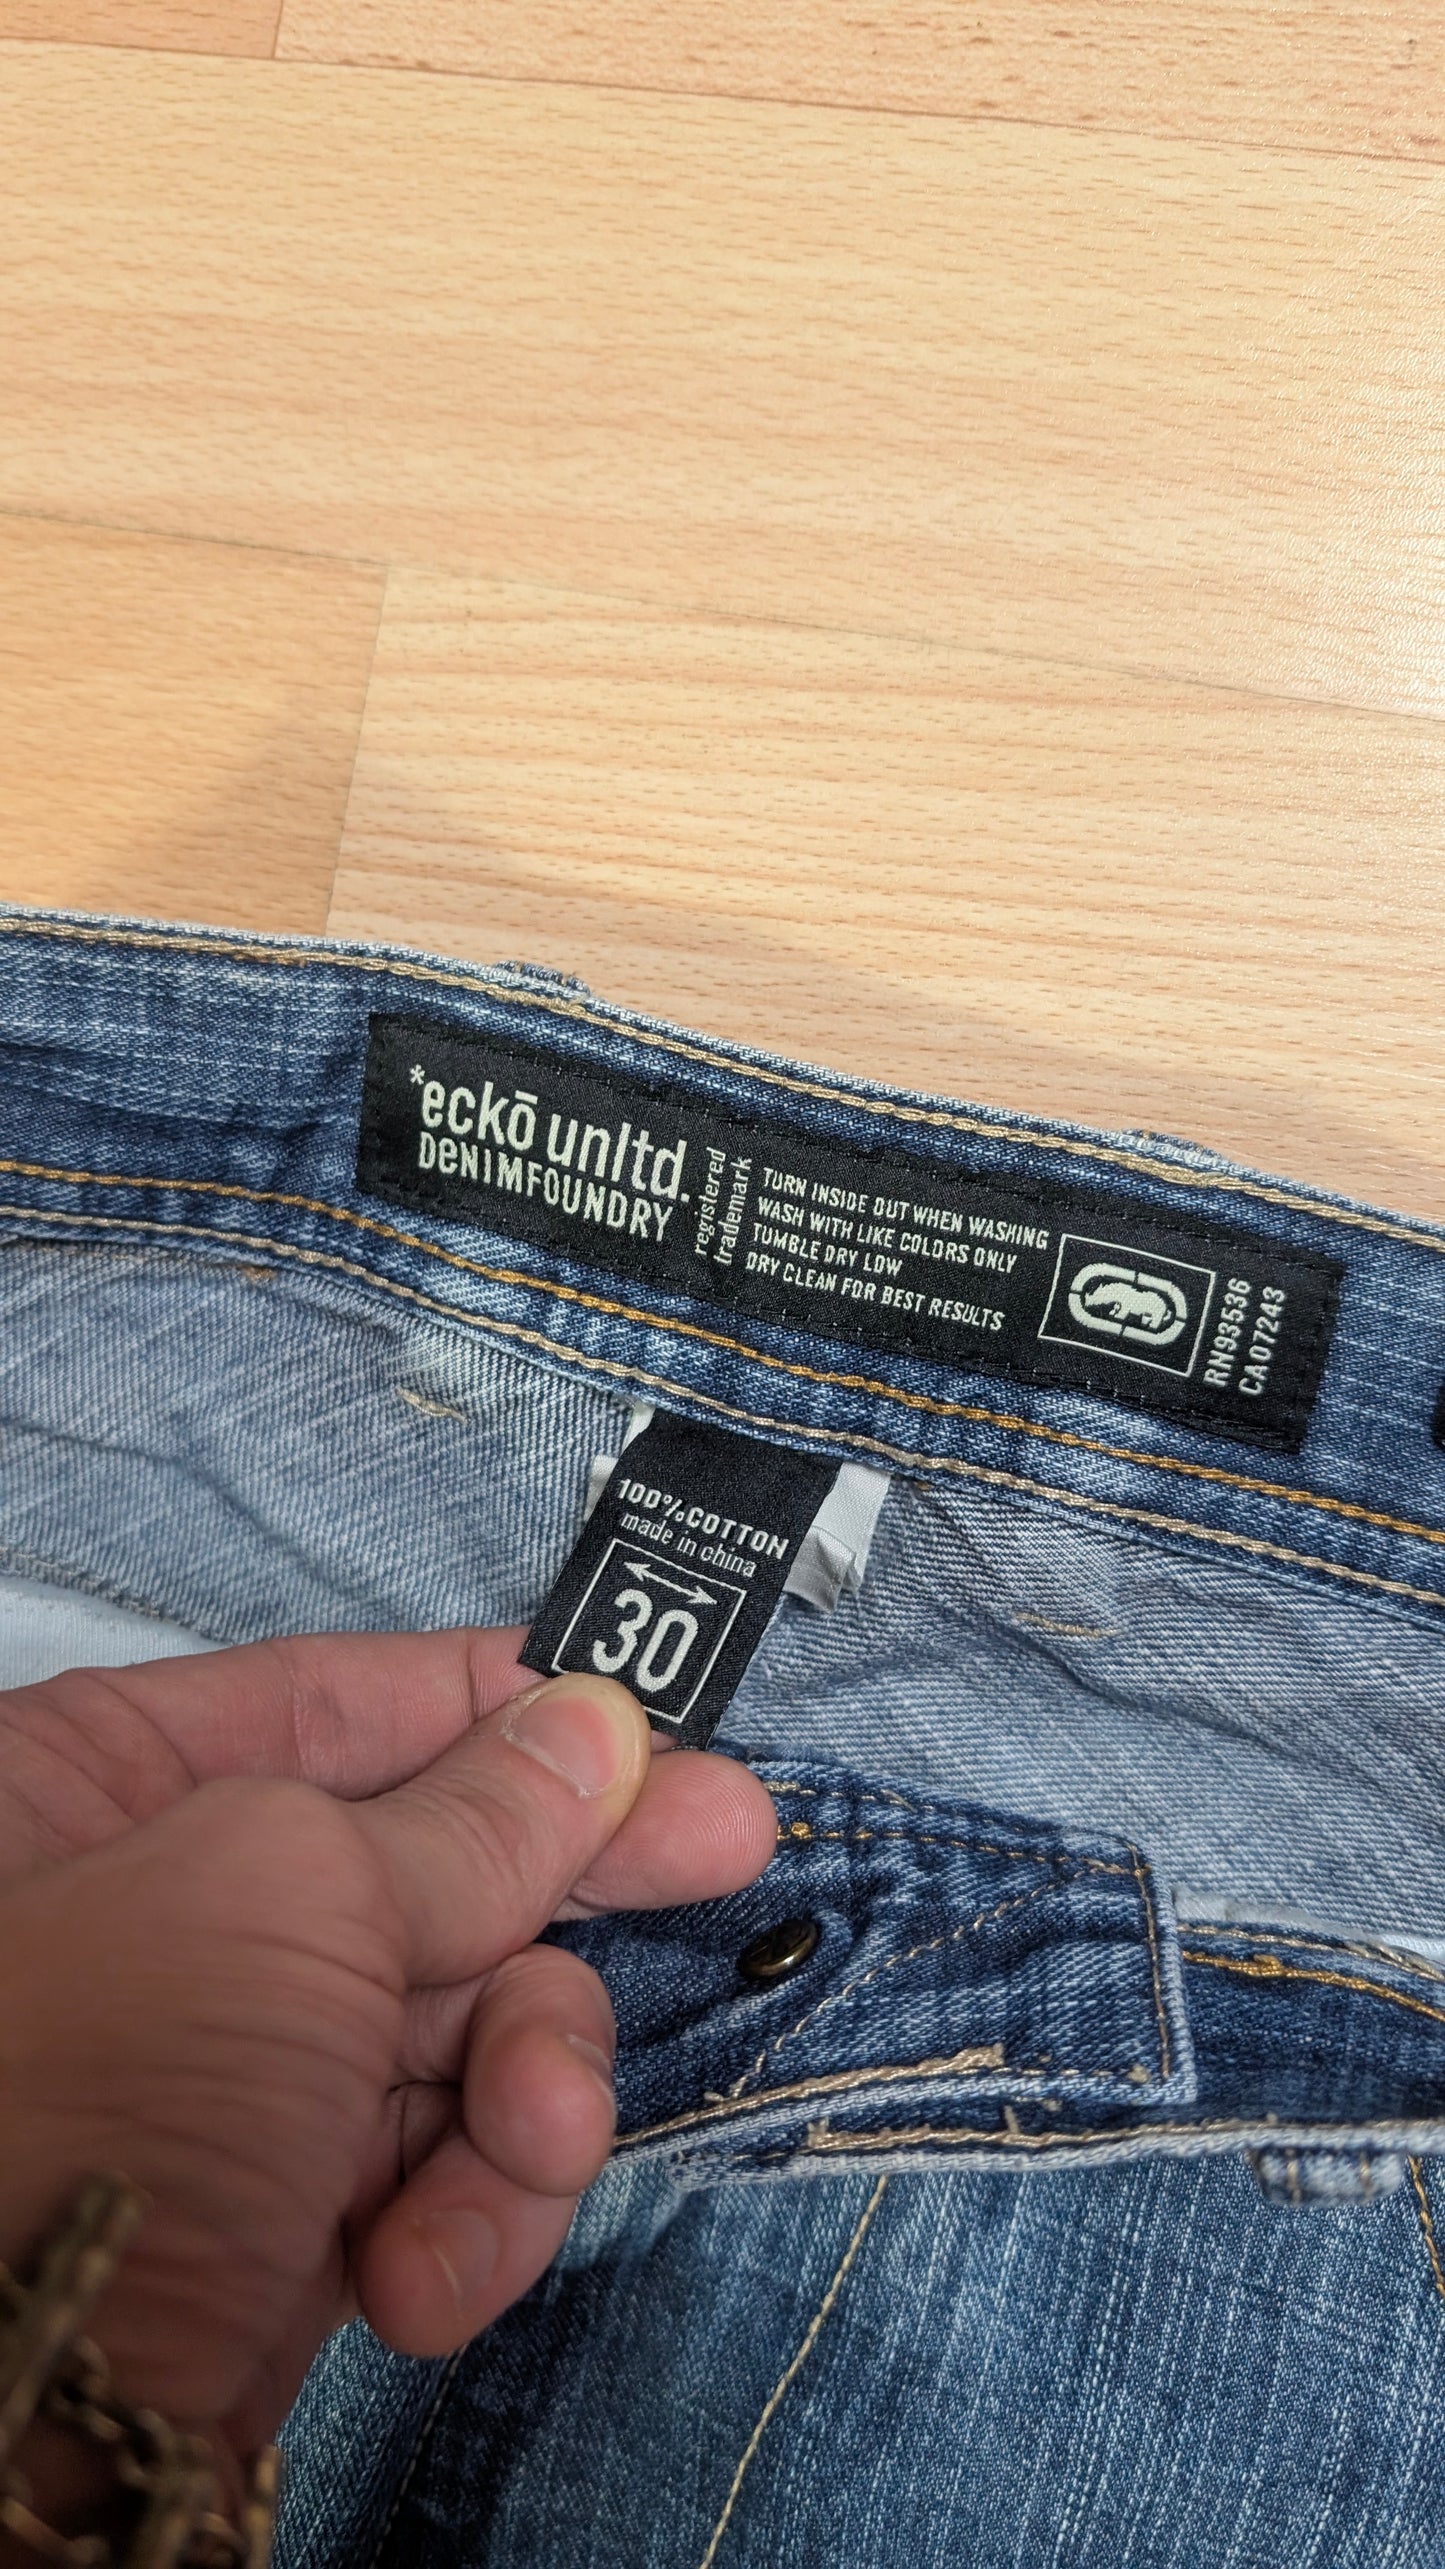 *eckō unltd.
DeNIMFOUNDRY
registered
trademark
TURN INSIDE OUT WHEN WASHING
WASH WITH LIKE COLORS ONLY
TUMBLE DRY LOW
DRY CLEAN FOR BEST RESULTS
RN93536
CA07243
100%COTTON
made in china
30